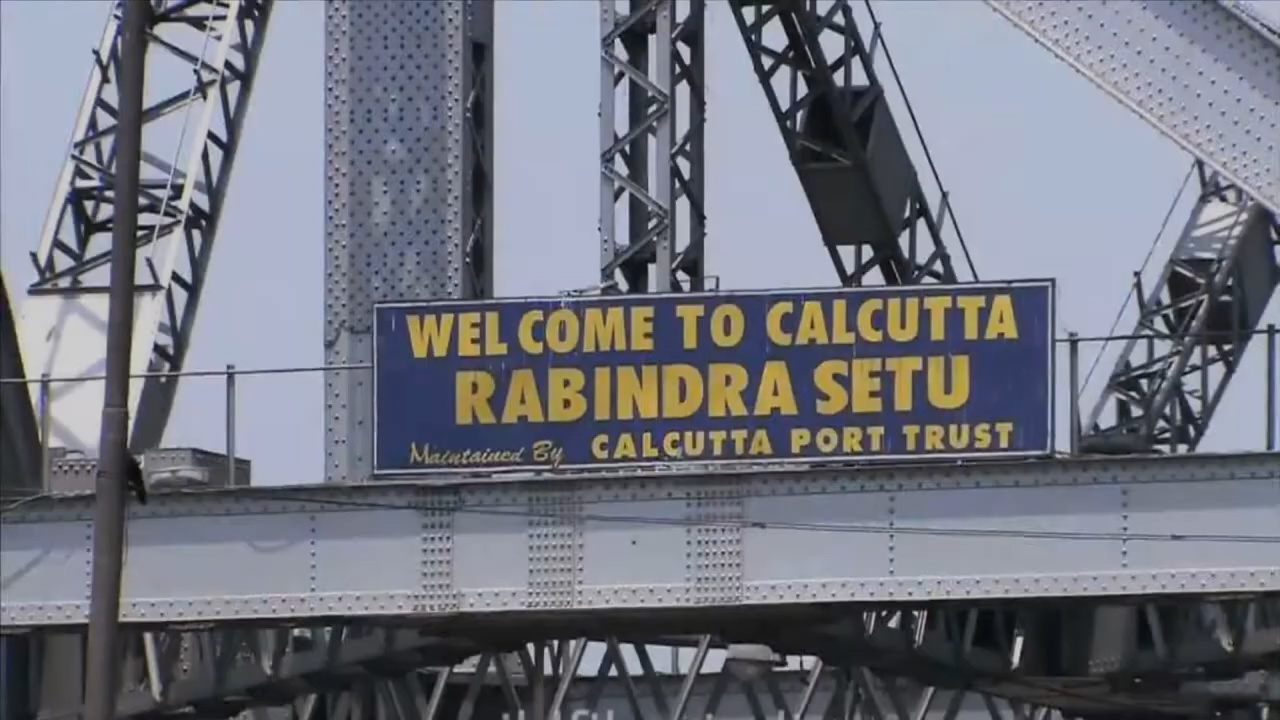 WELCOME TO CALCUTTA
RABINDRA SETU
Maintained By CALCUTTA PORT TRUST